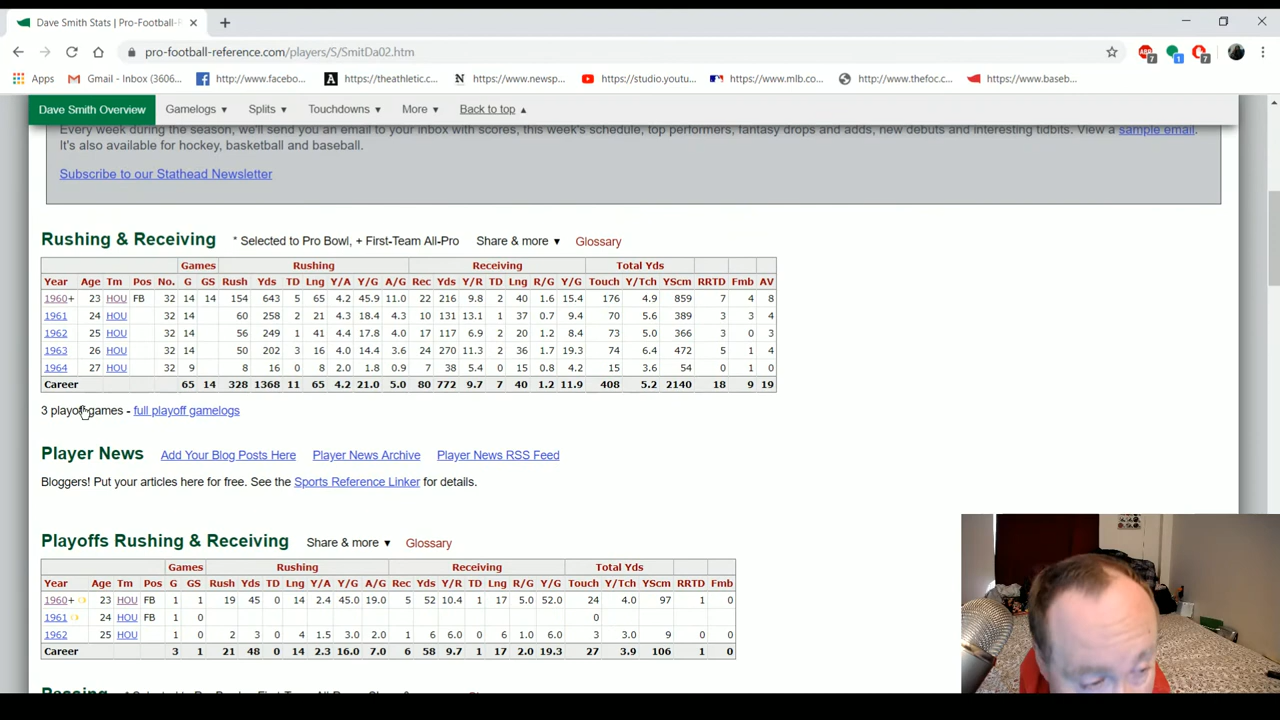 Dave Smith Stats | Pro-Football-
pro-football-reference.com/players/S/SmitDa02.htm
7 1 7
Apps Gmail - Inbox (3606... http://www.facebo... https://theathletic.c... https://www.newsp... https://studio.youtu... https://www.mlb.co... http://www.thefoc.c... https://www.baseb...
Dave Smith Overview Gamelogs ▼ Splits ▼ Touchdowns ▼ More ▼ Back to top ▲
Every week during the season, we'll send you an email to your inbox with scores, this week's schedule, top performers, fantasy drops and adds, new debuts and interesting tidbits. View a sample email.
It's also available for hockey, basketball and baseball.
Subscribe to our Stathead Newsletter
Rushing & Receiving * Selected to Pro Bowl, + First-Team All-Pro Share & more ▼ Glossary
Games Rushing Receiving Total Yds
Year Age Tm Pos No. G GS Rush Yds TD Lng Y/A Y/G A/G Rec Yds Y/R TD Lng R/G Y/G Touch Y/Tch YScm RRTD Fmb AV
1960+ 23 HOU FB 32 14 14 154 643 5 65 4.2 45.9 11.0 22 216 9.8 2 40 1.6 15.4 176 4.9 859 7 4 8
1961 24 HOU 32 14 60 258 2 21 4.3 18.4 4.3 10 131 13.1 1 37 0.7 9.4 70 5.6 389 3 3 4
1962 25 HOU 32 14 56 249 1 41 4.4 17.8 4.0 17 117 6.9 2 20 1.2 8.4 73 5.0 366 3 0 3
1963 26 HOU 32 14 50 202 3 16 4.0 14.4 3.6 24 270 11.3 2 36 1.7 19.3 74 6.4 472 5 1 4
1964 27 HOU 32 9 8 16 0 8 2.0 1.8 0.9 7 38 5.4 0 15 0.8 4.2 15 3.6 54 0 1 0
Career 65 14 328 1368 11 65 4.2 21.0 5.0 80 772 9.7 7 40 1.2 11.9 408 5.2 2140 18 9 19
3 playoff games - full playoff gamelogs
Player News Add Your Blog Posts Here Player News Archive Player News RSS Feed
Bloggers! Put your articles here for free. See the Sports Reference Linker for details.
Playoffs Rushing & Receiving Share & more ▼ Glossary
Games Rushing Receiving Total Yds
Year Age Tm Pos G GS Rush Yds TD Lng Y/A Y/G A/G Rec Yds Y/R TD Lng R/G Y/G Touch Y/Tch YScm RRTD Fmb
1960+ 23 HOU FB 1 1 19 45 0 14 2.4 45.0 19.0 5 52 10.4 1 17 5.0 52.0 24 4.0 97 1 0
1961 24 HOU FB 1 0 0
1962 25 HOU 1 0 2 3 0 4 1.5 3.0 2.0 1 6 6.0 0 6 1.0 6.0 3 3.0 9 0 0
Career 3 1 21 48 0 14 2.3 16.0 7.0 6 58 9.7 1 17 2.0 19.3 27 3.9 106 1 0